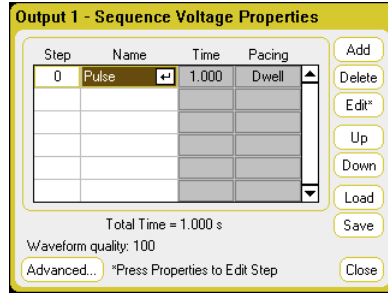 Output 1 - Sequence Voltage Properties
Step Name Time Pacing
0 Pulse 1.000 Dwell
Add
Delete
Edit*
Up
Down
Load
Save
Total Time = 1.000 s
Waveform quality: 100
Advanced... *Press Properties to Edit Step
Close